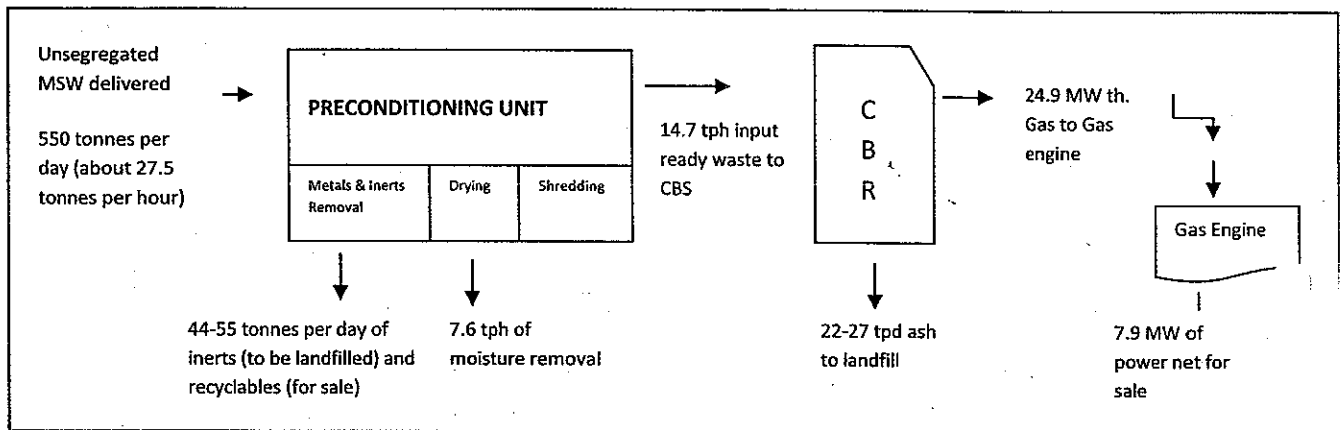 Unsegregated
MSW delivered
550 tonnes per
day (about 27.5
tonnes per hour)
PRECONDITIONING UNIT
Metals & Inerts
Removal
Drying
Shredding
44-55 tonnes per day of
inerts (to be landfilled) and
recyclables (for sale)
7.6 tph of
moisture removal
14.7 tph input
ready waste to
CBS
C
B
R
22-27 tpd ash
to landfill
24.9 MW th.
Gas to Gas
engine
Gas Engine
7.9 MW of
power net for
sale